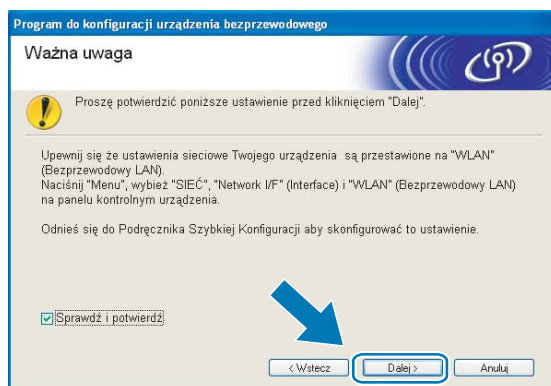 Program do konfiguracji urządzenia bezprzewodowego
Ważna uwaga
Proszę potwierdzić poniższe ustawienie przed kliknięciem "Dalej".
Upewnij się że ustawienia sieciowe Twojego urządzenia są przestawione na "WLAN"
(Bezprzewodowy LAN).
Naciśnij "Menu", wybież "SIEĆ", "Network I/F" (Interface) i "WLAN" (Bezprzewodowy LAN)
na panelu kontrolnym urządzenia.
Odnieś się do Podręcznika Szybkiej Konfiguracji aby skonfigurować to ustawienie.
Sprawdź i potwierdź
< Wstecz Dalej > Anuluj